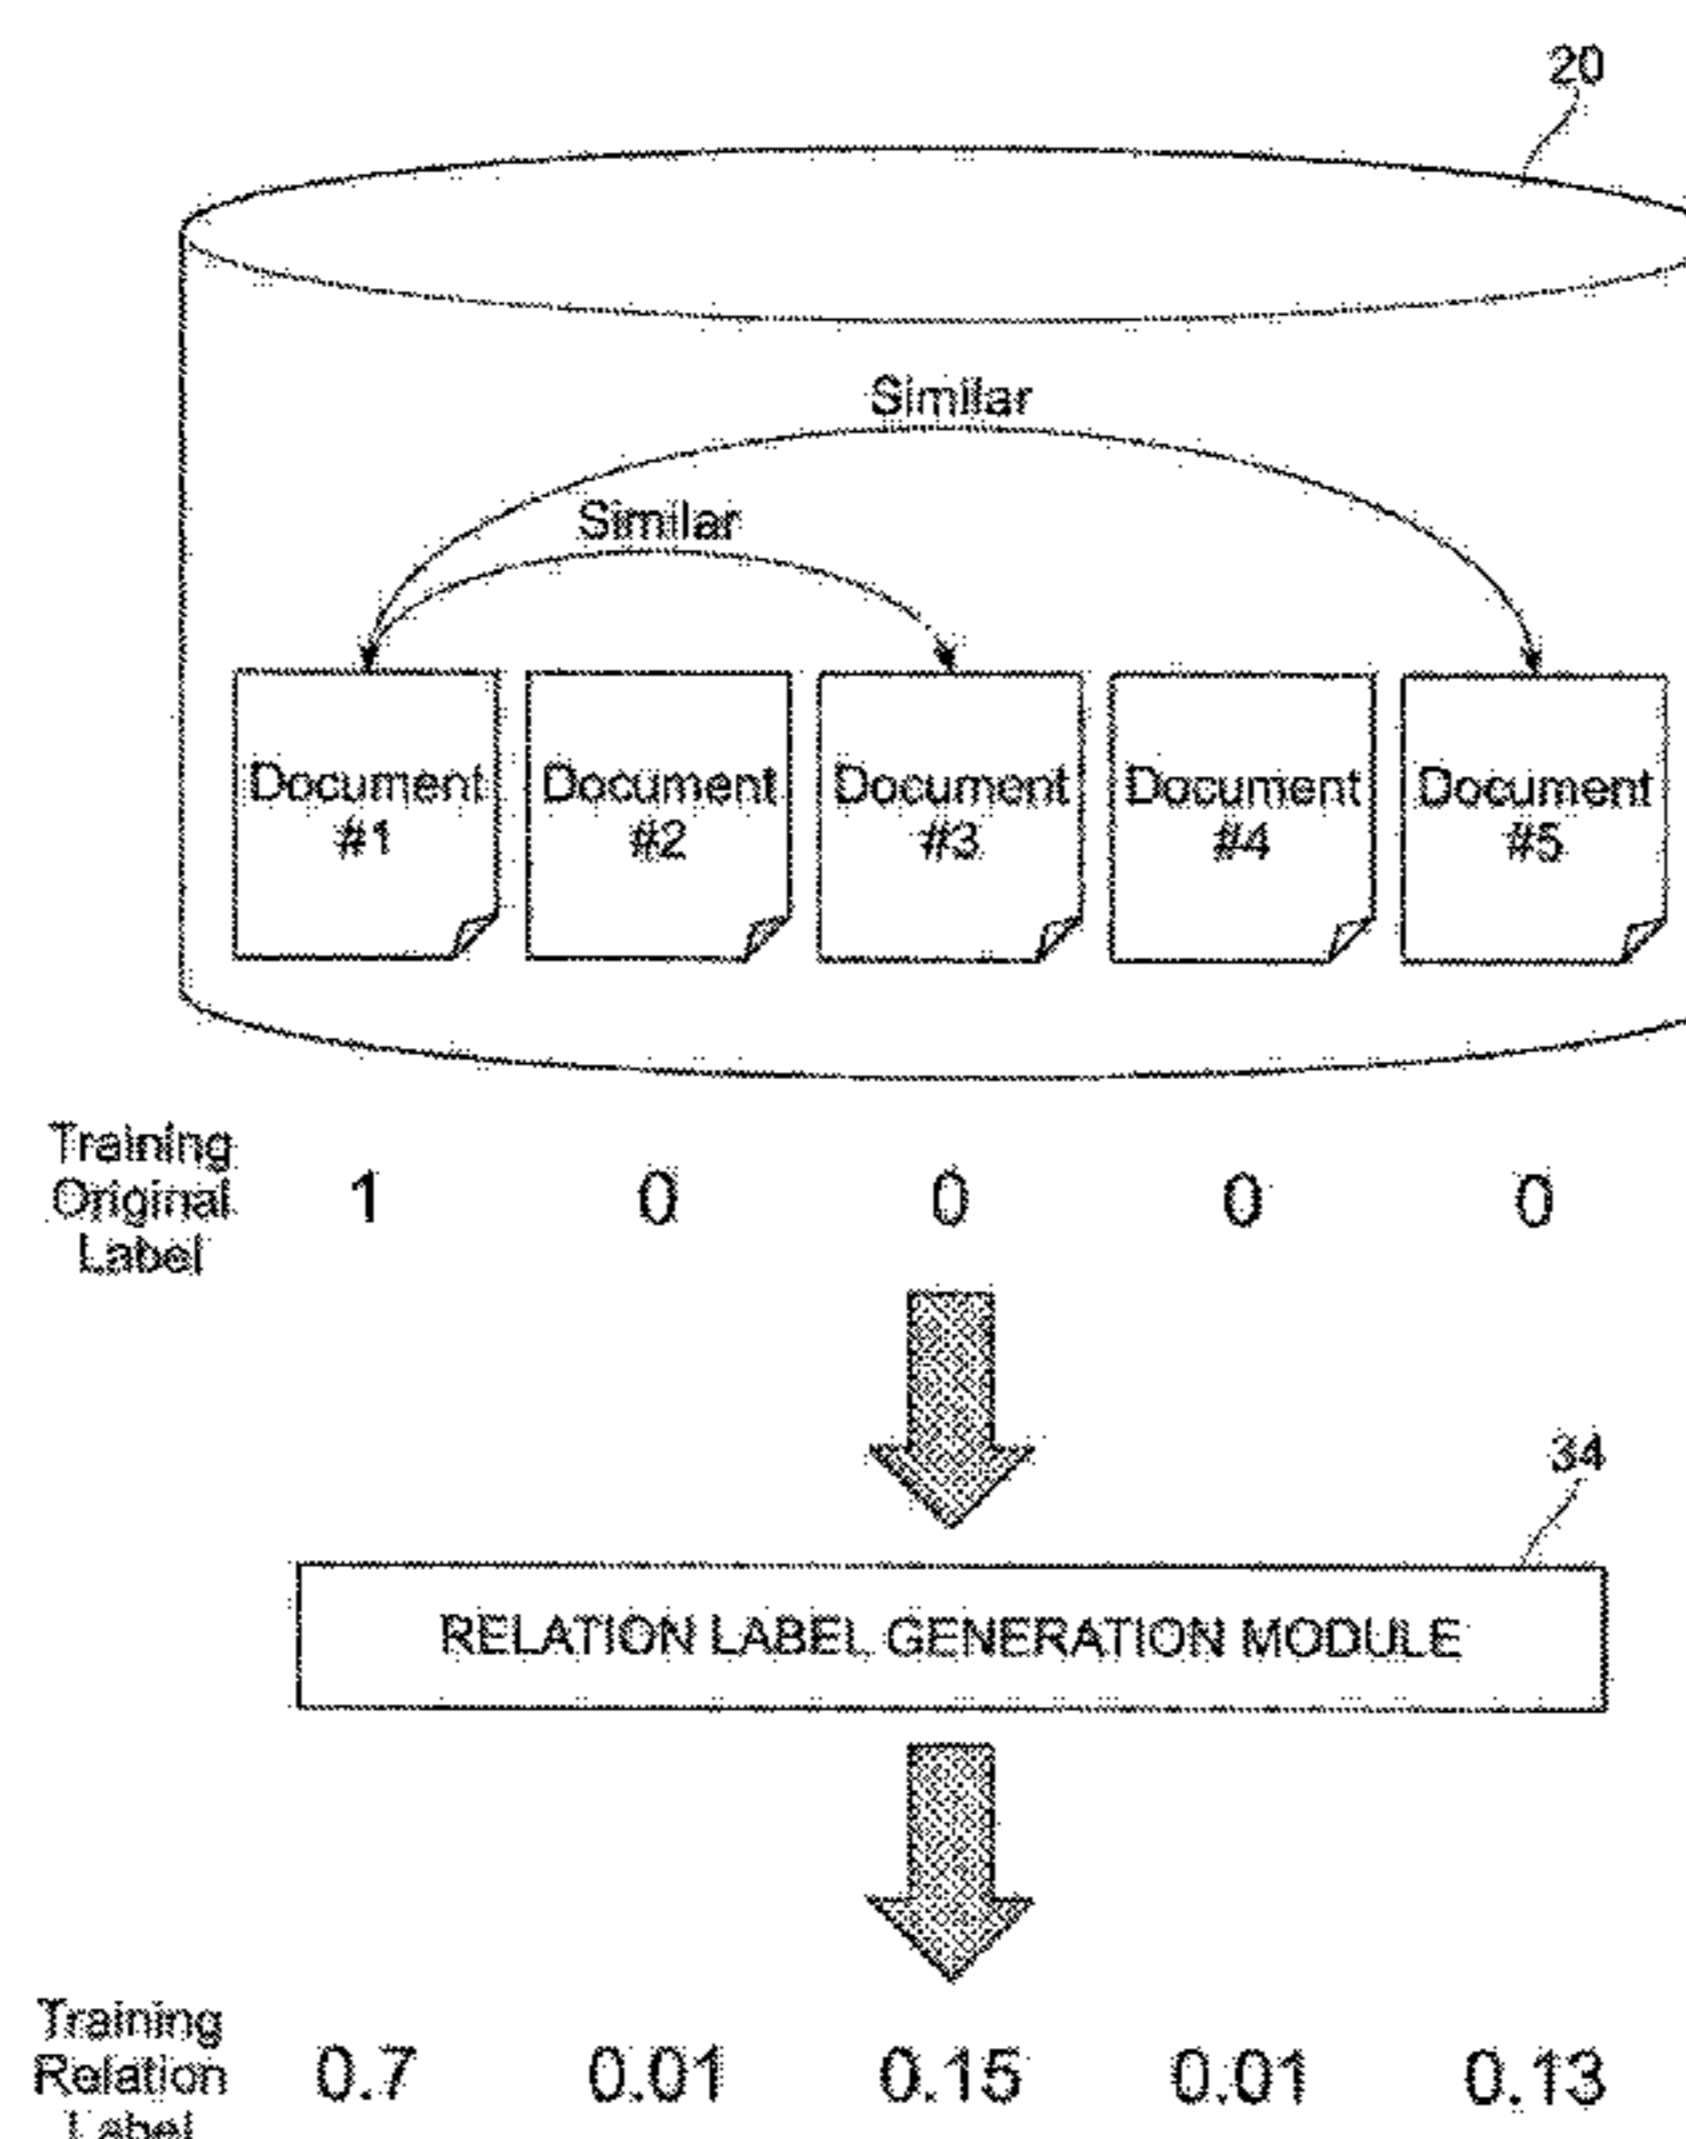 20
Similar
Similar
Document Document Document Document Document
#1 #2 #3 #4 #5
Training
Original
Label
1 0 0 0 0
34
RELATION LABEL GENERATION MODULE
Training
Relation
Label
0.7 0.01 0.15 0.01 0.13